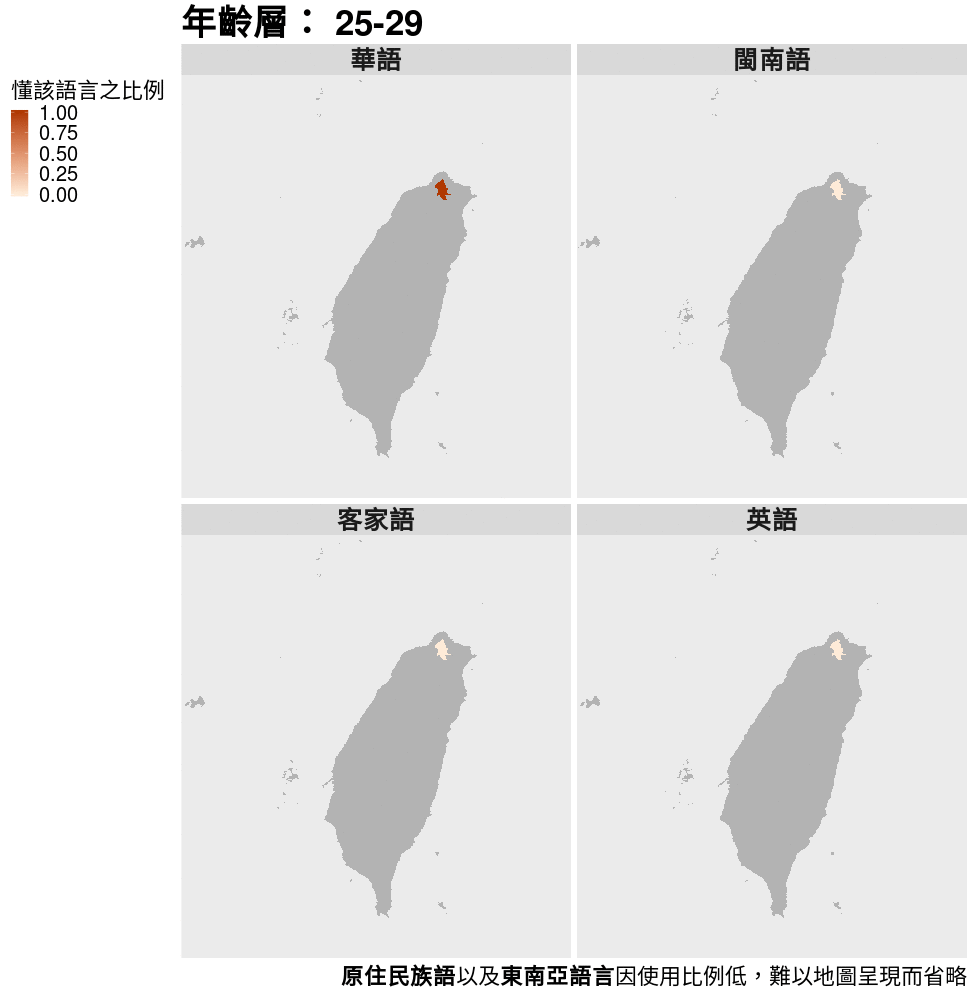 年齡層： 25-29
懂該語言之比例
1.00
0.75
0.50
0.25
0.00
華語
閩南語
客家語
英語
原住民族語以及東南亞語言因使用比例低，難以地圖呈現而省略